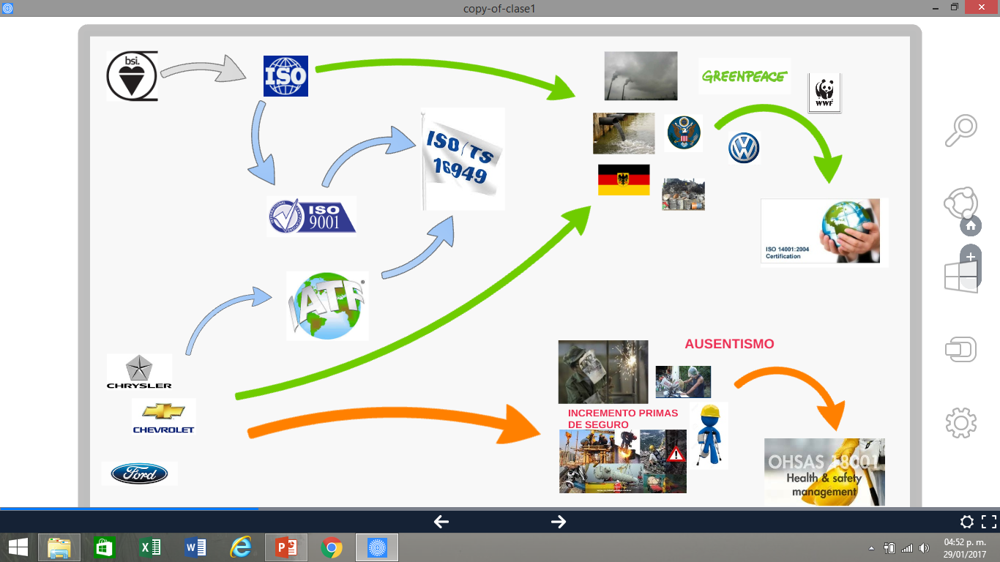 copy-of-clase1
bsi.
ISO
GREENPEACE
WWF
ISO/TS
16949
ISO
9001
ISO 14001:2004
Certification
IATF
AUSENTISMO
CHRYSLER
CHEVROLET
INCREMENTO PRIMAS
DE SEGURO
Ford
OHSAS 18001
Health & safety
management
04:52 p. m.
29/01/2017